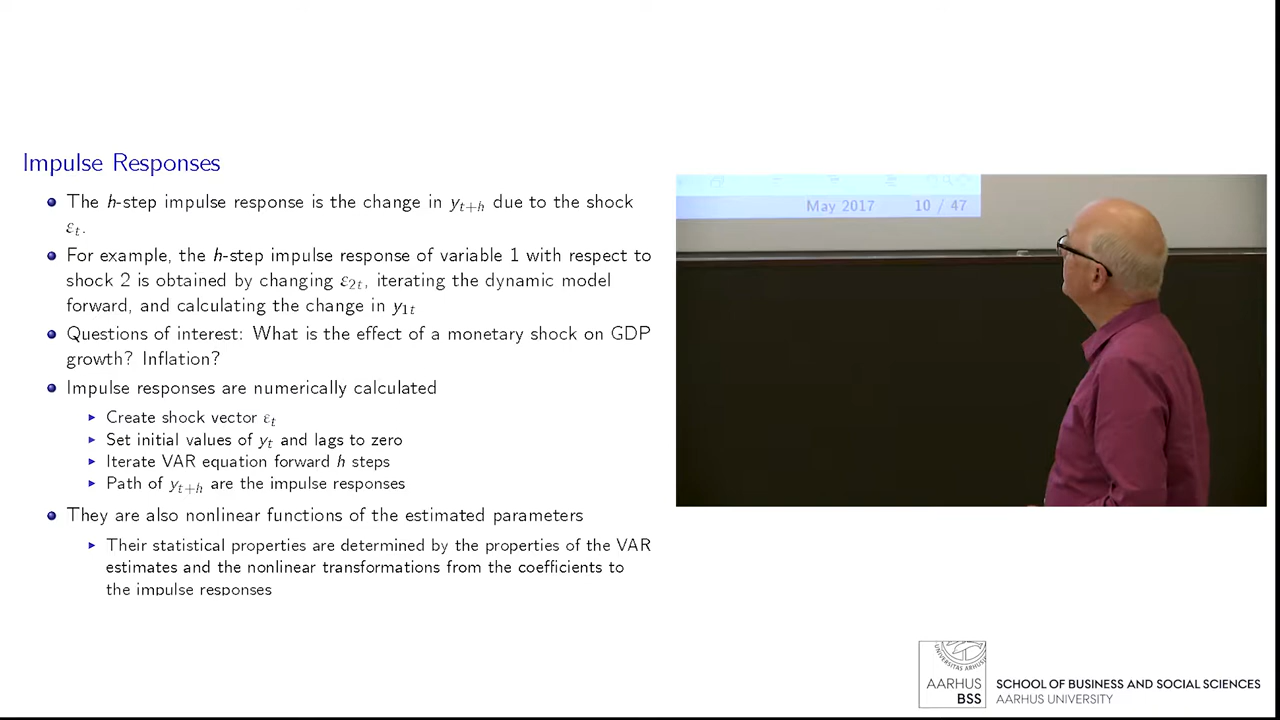 Impulse Responses
The h-step impulse response is the change in y_{t+h} due to the shock
ε_t.
For example, the h-step impulse response of variable 1 with respect to
shock 2 is obtained by changing ε_{2t}, iterating the dynamic model
forward, and calculating the change in y_{1t}
Questions of interest: What is the effect of a monetary shock on GDP
growth? Inflation?
Impulse responses are numerically calculated
Create shock vector ε_t
Set initial values of y_t and lags to zero
Iterate VAR equation forward h steps
Path of y_{t+h} are the impulse responses
They are also nonlinear functions of the estimated parameters
Their statistical properties are determined by the properties of the VAR
estimates and the nonlinear transformations from the coefficients to
the impulse responses
May 2017 10 / 47
AARHUS
BSS
SCHOOL OF BUSINESS AND SOCIAL SCIENCES
AARHUS UNIVERSITY